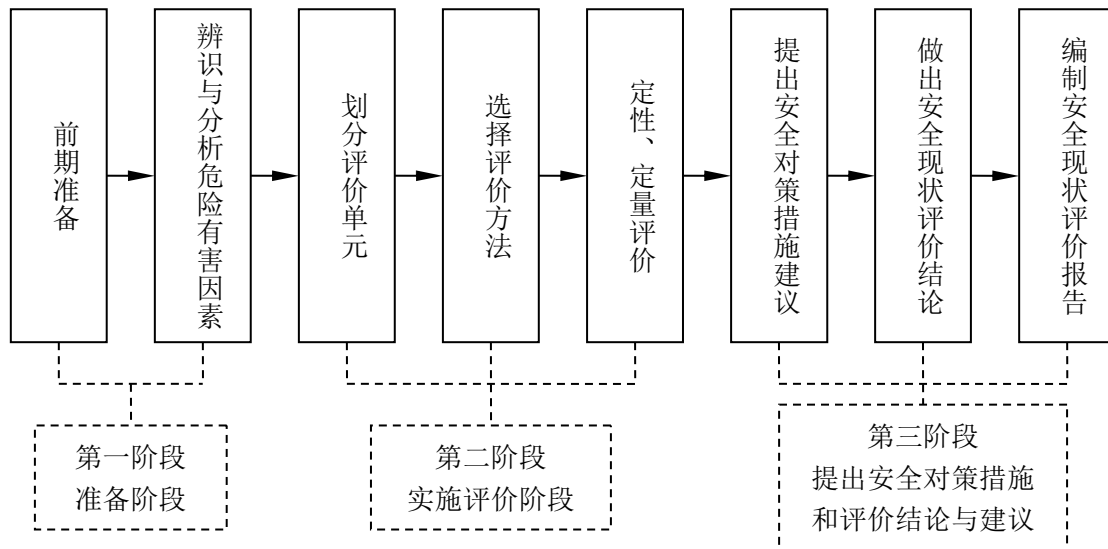 前期准备
辨识与分析危险有害因素
划分评价单元
选择评价方法
定性、定量评价
提出安全对策措施建议
做出安全现状评价结论
编制安全现状评价报告
第一阶段
准备阶段
第二阶段
实施评价阶段
第三阶段
提出安全对策措施
和评价结论与建议